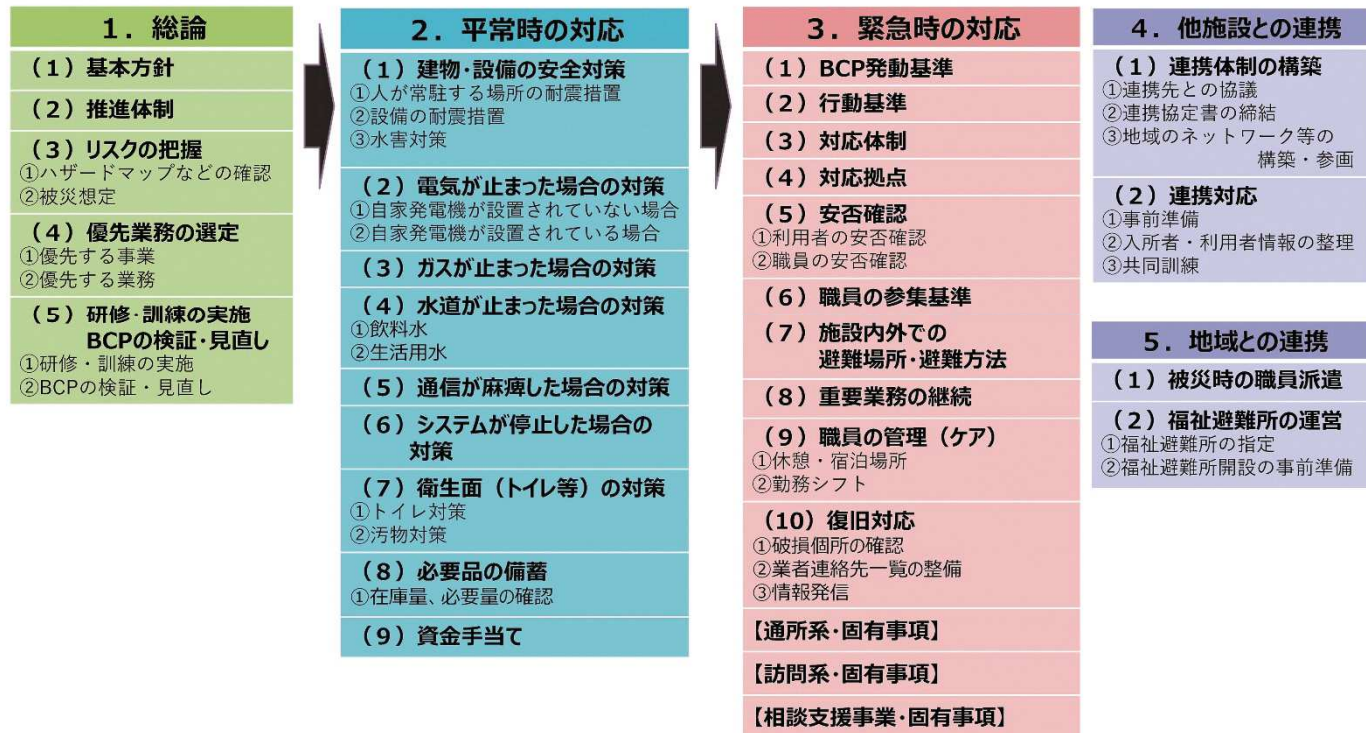 1．総論
（1）基本方針
（2）推進体制
（3）リスクの把握
①ハザードマップなどの確認
②被災想定
（4）優先業務の選定
①優先する事業
②優先する業務
（5）研修・訓練の実施
BCPの検証・見直し
①研修・訓練の実施
②BCPの検証・見直し
2．平常時の対応
（1）建物・設備の安全対策
①人が常駐する場所の耐震措置
②設備の耐震措置
③水害対策
（2）電気が止まった場合の対策
①自家発電機が設置されていない場合
②自家発電機が設置されている場合
（3）ガスが止まった場合の対策
（4）水道が止まった場合の対策
①飲料水
②生活用水
（5）通信が麻痺した場合の対策
（6）システムが停止した場合の
対策
（7）衛生面（トイレ等）の対策
①トイレ対策
②汚物対策
（8）必要品の備蓄
①在庫量、必要量の確認
（9）資金手当て
3．緊急時の対応
（1）BCP発動基準
（2）行動基準
（3）対応体制
（4）対応拠点
（5）安否確認
①利用者の安否確認
②職員の安否確認
（6）職員の参集基準
（7）施設内外での
避難場所・避難方法
（8）重要業務の継続
（9）職員の管理（ケア）
①休憩・宿泊場所
②勤務シフト
（10）復旧対応
①破損個所の確認
②業者連絡先一覧の整備
③情報発信
【通所系・固有事項】
【訪問系・固有事項】
【相談支援事業・固有事項】
4．他施設との連携
（1）連携体制の構築
①連携先との協議
②連携協定書の締結
③地域のネットワーク等の
構築・参画
（2）連携対応
①事前準備
②入所者・利用者情報の整理
③共同訓練
5．地域との連携
（1）被災時の職員派遣
（2）福祉避難所の運営
①福祉避難所の指定
②福祉避難所開設の事前準備